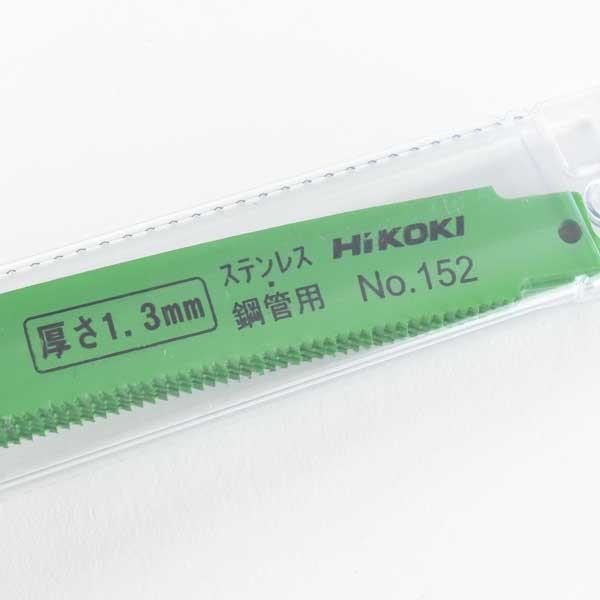 厚さ1.3mm
ステンレス・
鋼管用
HiKOKI
No.152